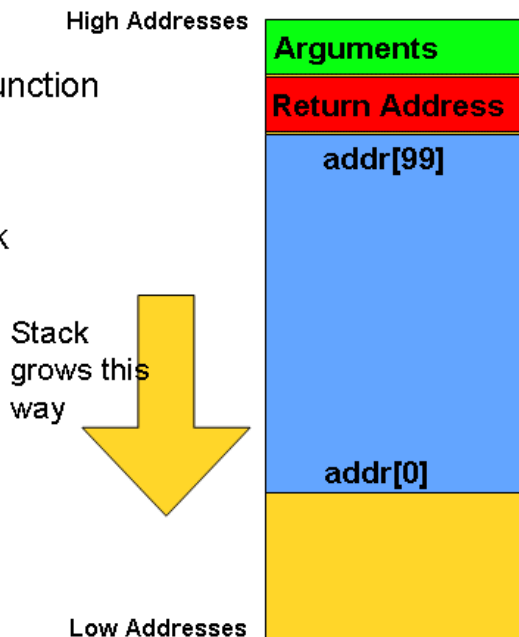 High Addresses
Arguments
unction
Return Address
addr[99]
k
Stack
grows this
way
addr[0]
Low Addresses